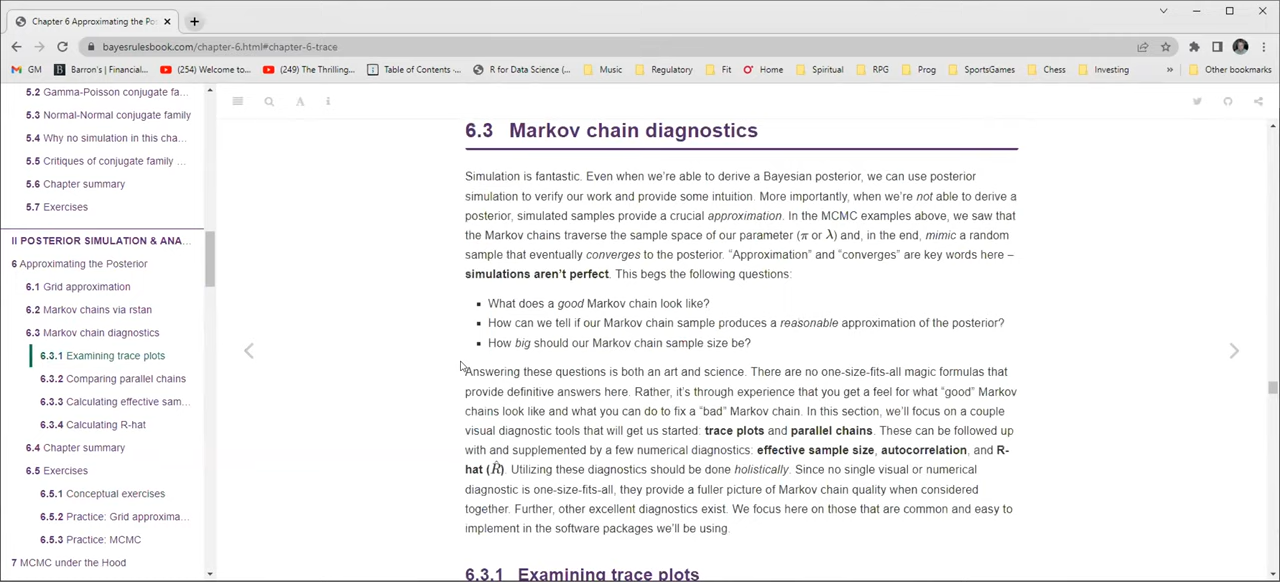 Chapter 6 Approximating the Pos
bayesrulesbook.com/chapter-6.html#chapter-6-trace
GM
Barron's | Financial...
(254) Welcome to...
(249) The Thrilling...
Table of Contents -...
R for Data Science (...
Music
Regulatory
Fit
Home
Spiritual
RPG
Prog
SportsGames
Chess
Investing
»
Other bookmarks
5.2 Gamma-Poisson conjugate fa...
5.3 Normal-Normal conjugate family
5.4 Why no simulation in this cha...
5.5 Critiques of conjugate family ...
5.6 Chapter summary
5.7 Exercises
II POSTERIOR SIMULATION & ANA...
6 Approximating the Posterior
6.1 Grid approximation
6.2 Markov chains via rstan
6.3 Markov chain diagnostics
6.3.1 Examining trace plots
6.3.2 Comparing parallel chains
6.3.3 Calculating effective sam...
6.3.4 Calculating R-hat
6.4 Chapter summary
6.5 Exercises
6.5.1 Conceptual exercises
6.5.2 Practice: Grid approxima...
6.5.3 Practice: MCMC
7 MCMC under the Hood
6.3 Markov chain diagnostics
Simulation is fantastic. Even when we're able to derive a Bayesian posterior, we can use posterior
simulation to verify our work and provide some intuition. More importantly, when we're not able to derive a
posterior, simulated samples provide a crucial approximation. In the MCMC examples above, we saw that
the Markov chains traverse the sample space of our parameter (π or λ) and, in the end, mimic a random
sample that eventually converges to the posterior. "Approximation" and "converges" are key words here –
simulations aren't perfect. This begs the following questions:
▪ What does a good Markov chain look like?
▪ How can we tell if our Markov chain sample produces a reasonable approximation of the posterior?
▪ How big should our Markov chain sample size be?
Answering these questions is both an art and science. There are no one-size-fits-all magic formulas that
provide definitive answers here. Rather, it's through experience that you get a feel for what "good" Markov
chains look like and what you can do to fix a "bad" Markov chain. In this section, we'll focus on a couple
visual diagnostic tools that will get us started: trace plots and parallel chains. These can be followed up
with and supplemented by a few numerical diagnostics: effective sample size, autocorrelation, and R-
hat (R̂). Utilizing these diagnostics should be done holistically. Since no single visual or numerical
diagnostic is one-size-fits-all, they provide a fuller picture of Markov chain quality when considered
together. Further, other excellent diagnostics exist. We focus here on those that are common and easy to
implement in the software packages we'll be using.
6.3.1 Examining trace plots